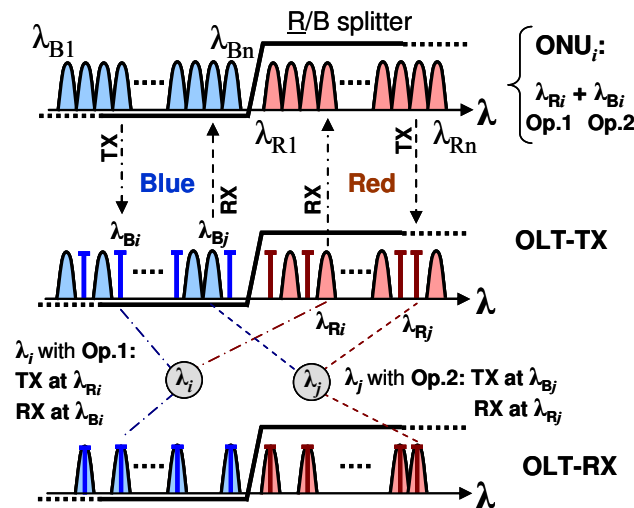 R/B splitter
λB1
λBn
ONUi:
λRi + λBi
Op.1 Op.2
λ
λR1
λRn
TX
RX
RX
TX
Blue
Red
λBi
λBj
OLT-TX
λ
λRi
λRj
λi with Op.1:
TX at λRi
RX at λBi
λi
λj
λj with Op.2: TX at λBj
RX at λRj
OLT-RX
λ